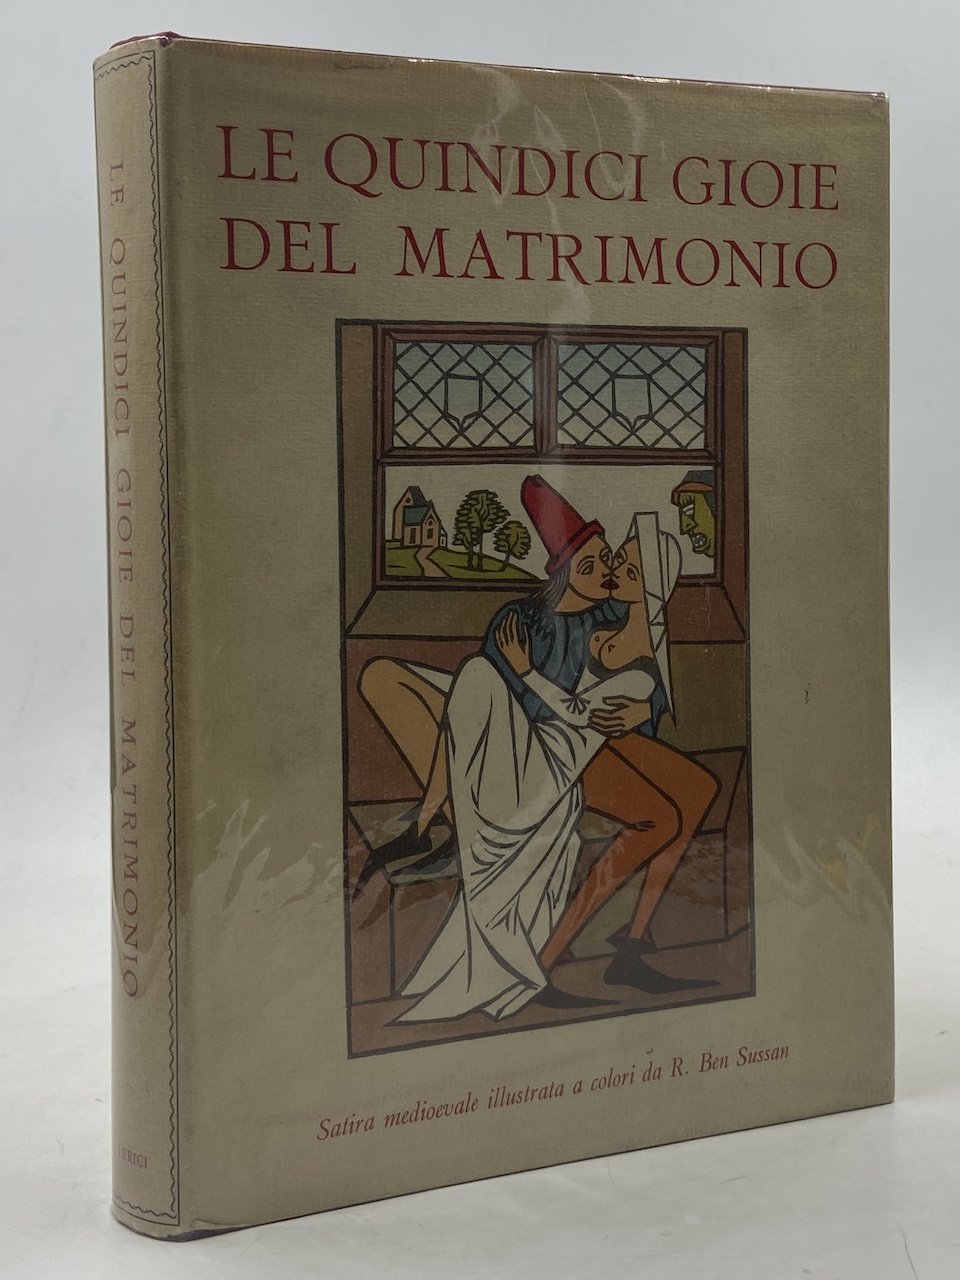 LE QUINDICI GIOIE
DEL MATRIMONIO
Satira medioevale illustrata a colori da R. Ben Sussan
LE QUINDICI GIOIE DEL MATRIMONIO
LERICI